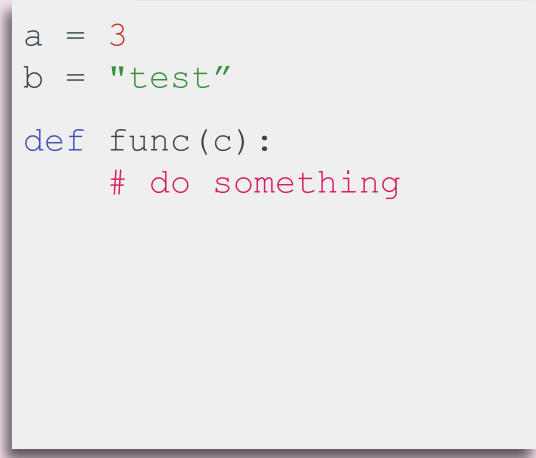 a = 3
b = "test”
def func(c):
    # do something